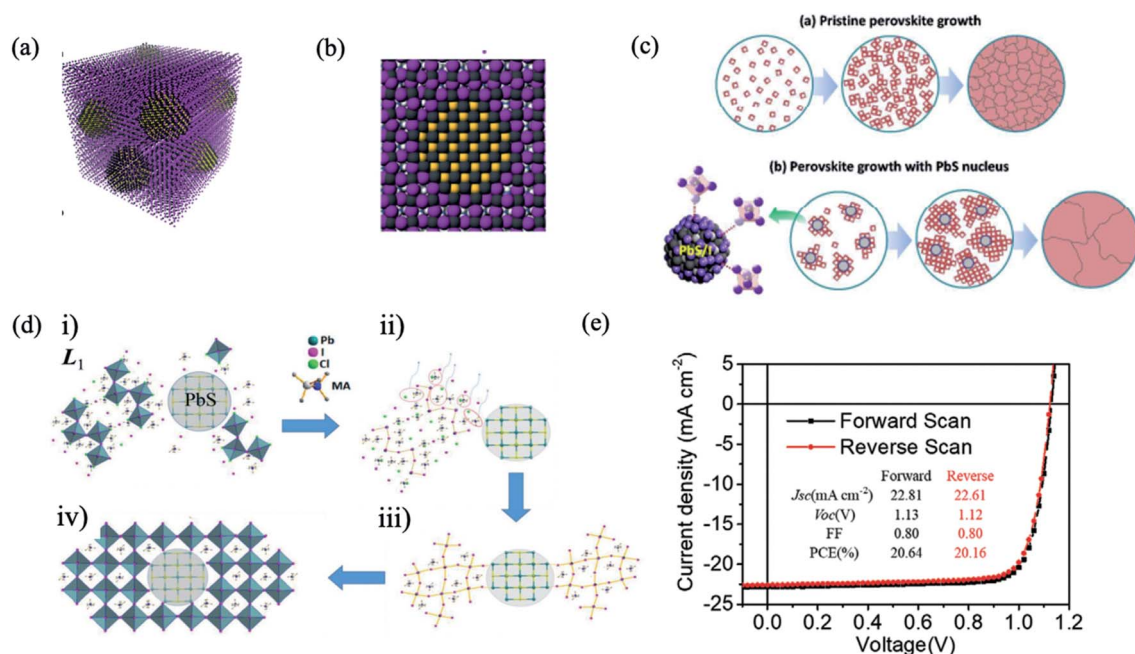 (a)
(b)
(c)
(a) Pristine perovskite growth
(b) Perovskite growth with PbS nucleus
PbS/I
(d)
i)
L1
PbS
Pb
I
Cl
MA
ii)
iv)
iii)
(e)
5
0
-5
-10
-15
-20
-25
Current density (mA cm-2)
Forward Scan
Reverse Scan
Forward Reverse
Jsc(mA cm-2) 22.81 22.61
Voc(V) 1.13 1.12
FF 0.80 0.80
PCE(%) 20.64 20.16
0.0 0.2 0.4 0.6 0.8 1.0 1.2
Voltage(V)